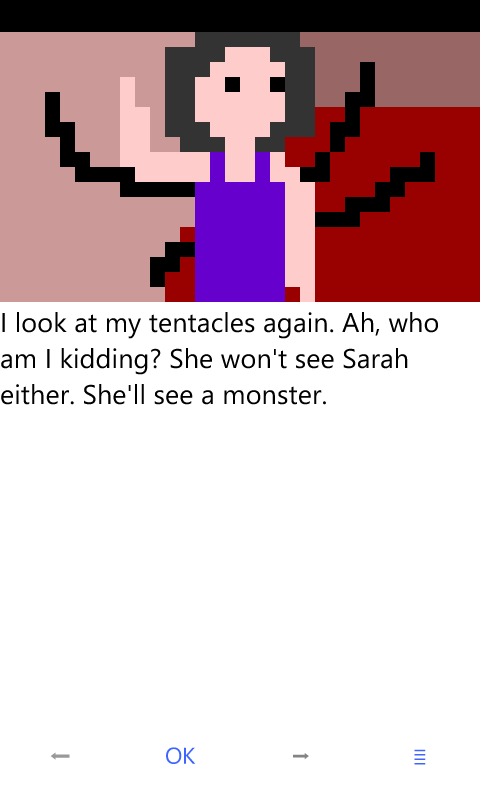 I look at my tentacles again. Ah, who
am I kidding? She won't see Sarah
either. She'll see a monster.
OK